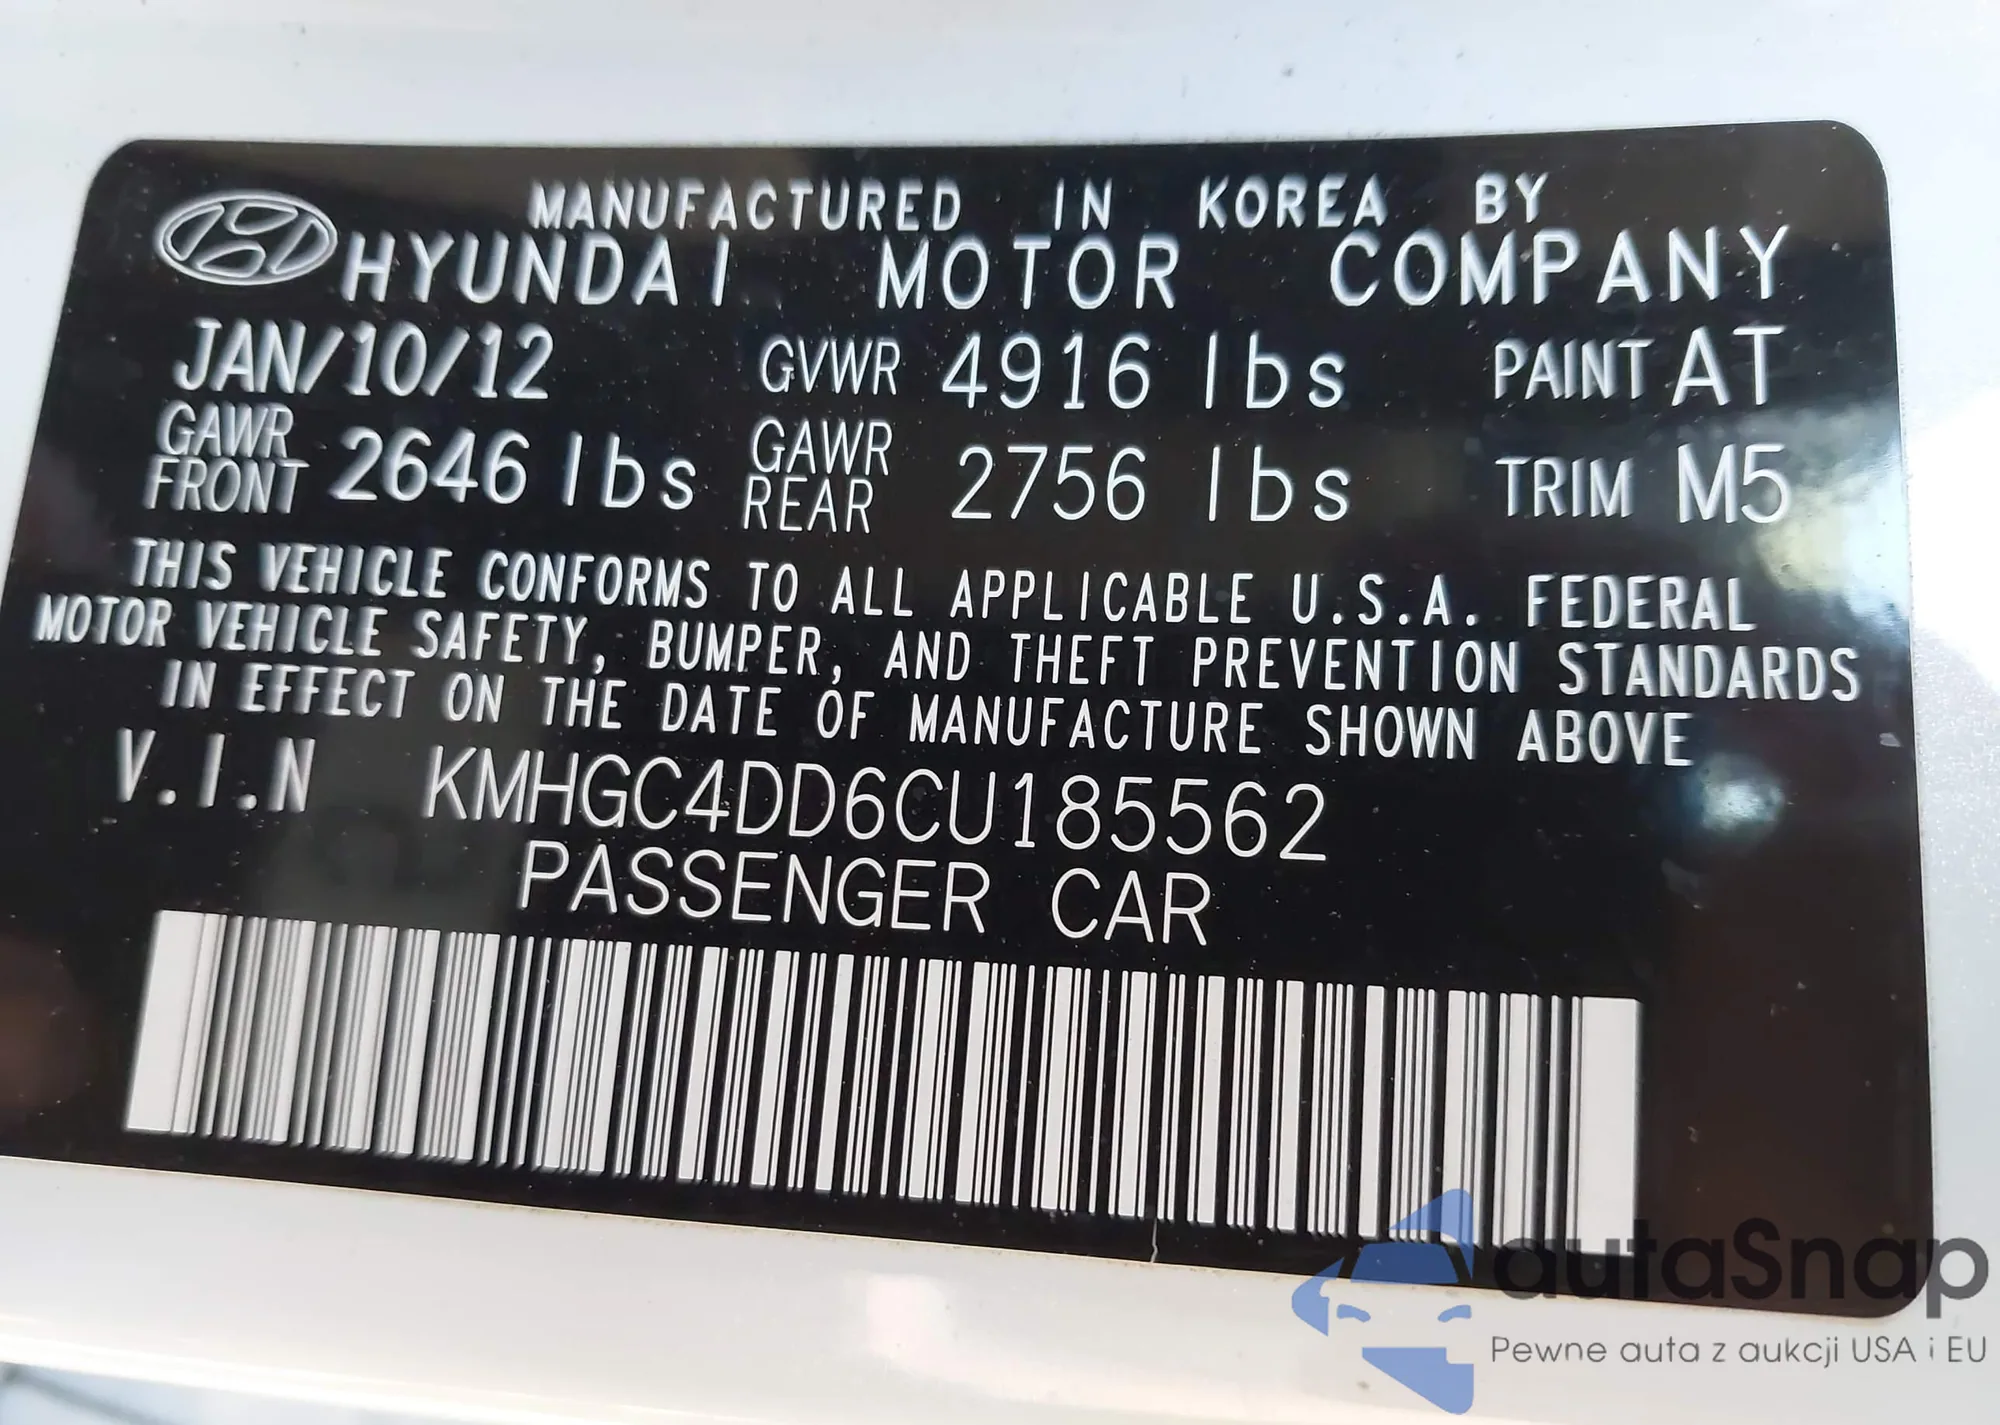 MANUFACTURED IN KOREA BY
HYUNDAI MOTOR COMPANY
JAN/10/12 GVWR 4916 lbs PAINT AT
GAWR FRONT 2646 lbs GAWR REAR 2756 lbs TRIM M5
THIS VEHICLE CONFORMS TO ALL APPLICABLE U.S.A. FEDERAL
MOTOR VEHICLE SAFETY, BUMPER, AND THEFT PREVENTION STANDARDS
IN EFFECT ON THE DATE OF MANUFACTURE SHOWN ABOVE
V.I.N KMHGC4DD6CU185562
PASSENGER CAR
autaSnap
Pewne auta z aukcji USA i EU